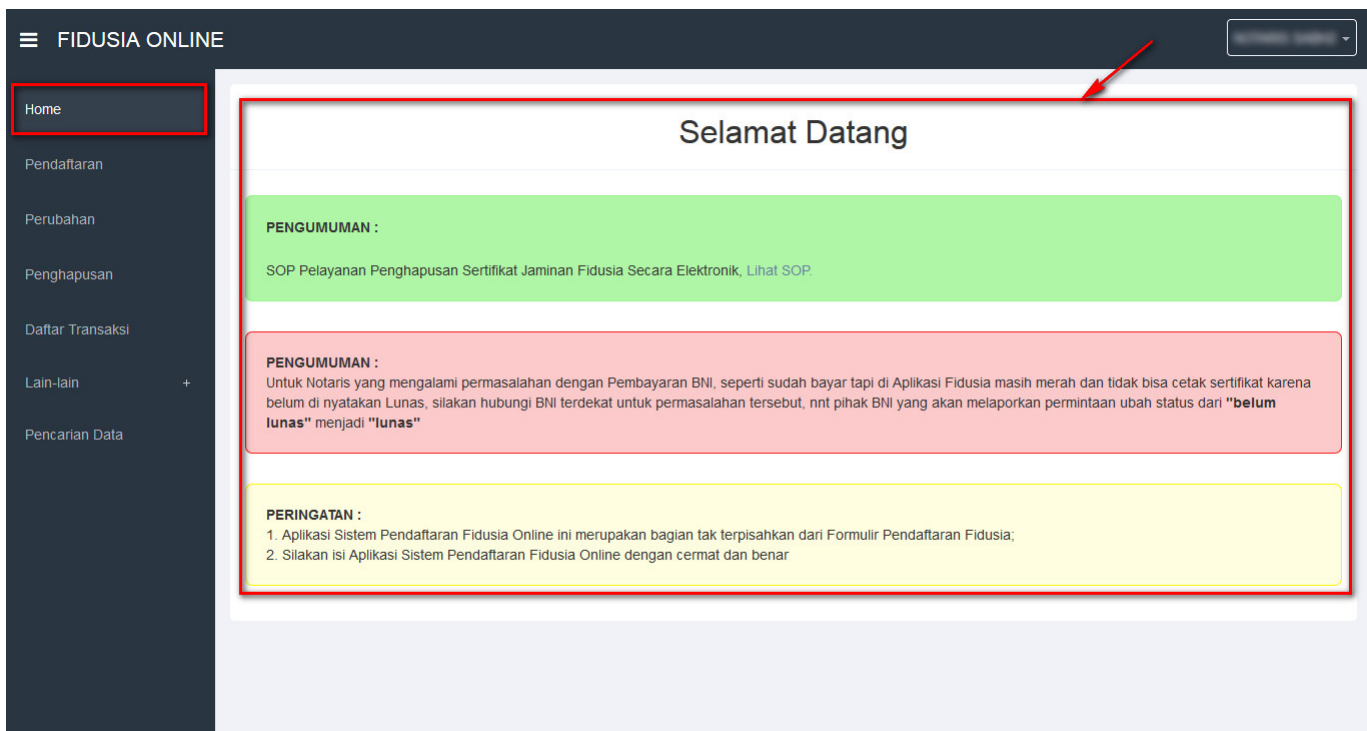 FIDUSIA ONLINE
Home
Pendaftaran
Perubahan
Penghapusan
Daftar Transaksi
Lain-lain +
Pencarian Data
Selamat Datang
PENGUMUMAN :
SOP Pelayanan Penghapusan Sertifikat Jaminan Fidusia Secara Elektronik, Lihat SOP.
PENGUMUMAN :
Untuk Notaris yang mengalami permasalahan dengan Pembayaran BNI, seperti sudah bayar tapi di Aplikasi Fidusia masih merah dan tidak bisa cetak sertifikat karena
belum di nyatakan Lunas, silakan hubungi BNI terdekat untuk permasalahan tersebut, nnt pihak BNI yang akan melaporkan permintaan ubah status dari "belum
lunas" menjadi "lunas"
PERINGATAN :
1. Aplikasi Sistem Pendaftaran Fidusia Online ini merupakan bagian tak terpisahkan dari Formulir Pendaftaran Fidusia;
2. Silakan isi Aplikasi Sistem Pendaftaran Fidusia Online dengan cermat dan benar